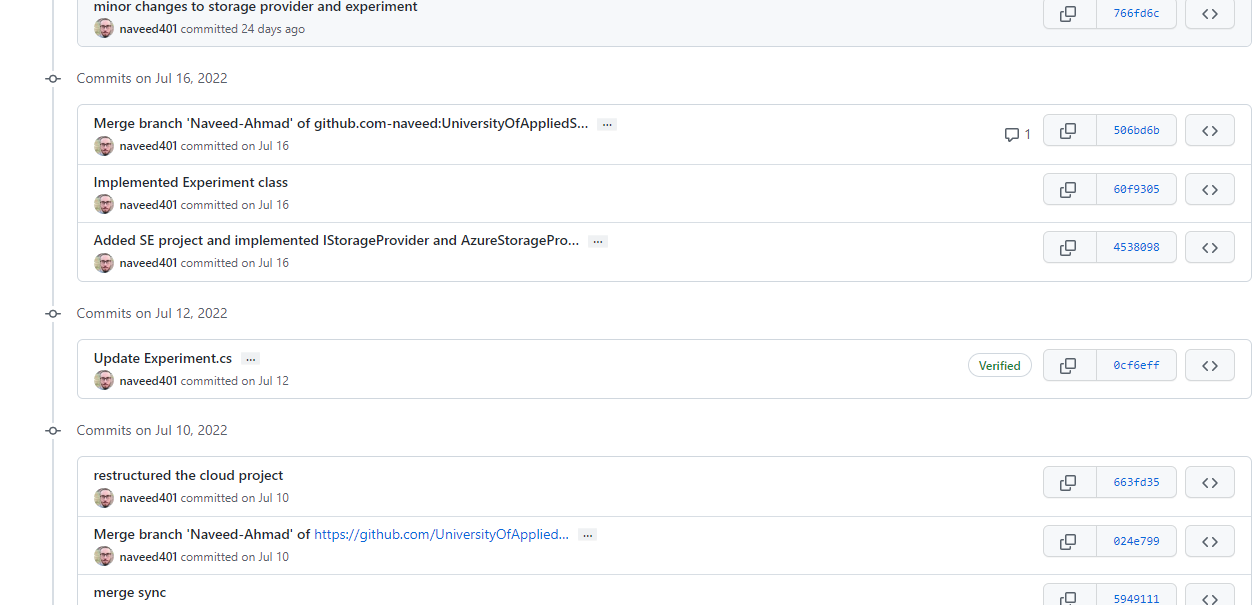 minor changes to storage provider and experiment
naveed401 committed 24 days ago
766fd6c
Commits on Jul 16, 2022
Merge branch 'Naveed-Ahmad' of github.com-naveed:UniversityOfAppliedS... ...
naveed401 committed on Jul 16
1
506bd6b
Implemented Experiment class
naveed401 committed on Jul 16
60f9305
Added SE project and implemented IStorageProvider and AzureStoragePro... ...
naveed401 committed on Jul 16
4538098
Commits on Jul 12, 2022
Update Experiment.cs ...
naveed401 committed on Jul 12
Verified
0cf6eff
Commits on Jul 10, 2022
restructured the cloud project
naveed401 committed on Jul 10
663fd35
Merge branch 'Naveed-Ahmad' of https://github.com/UniversityOfApplied... ...
naveed401 committed on Jul 10
024e799
merge sync
5949111